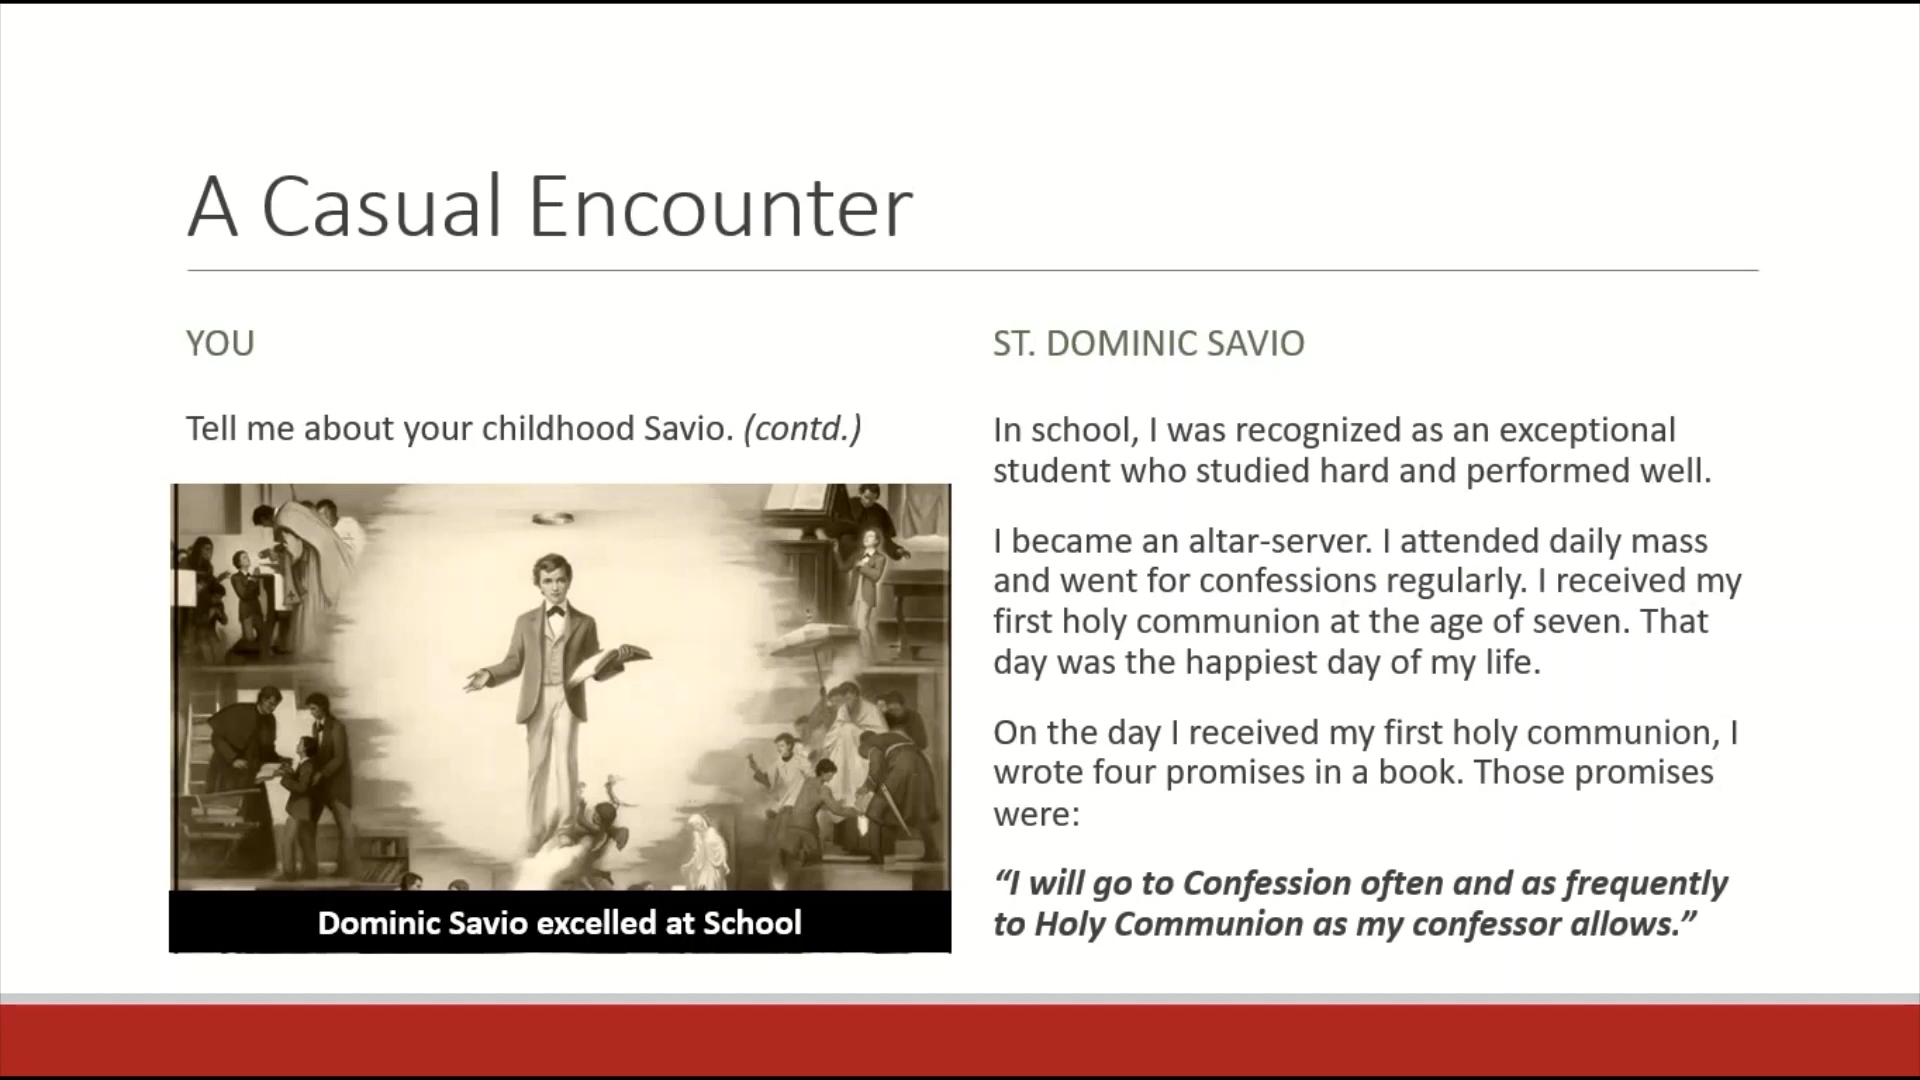 A Casual Encounter
YOU
Tell me about your childhood Savio. (contd.)
Dominic Savio excelled at School
ST. DOMINIC SAVIO
In school, I was recognized as an exceptional
student who studied hard and performed well.
I became an altar-server. I attended daily mass
and went for confessions regularly. I received my
first holy communion at the age of seven. That
day was the happiest day of my life.
On the day I received my first holy communion, I
wrote four promises in a book. Those promises
were:
“I will go to Confession often and as frequently
to Holy Communion as my confessor allows.”